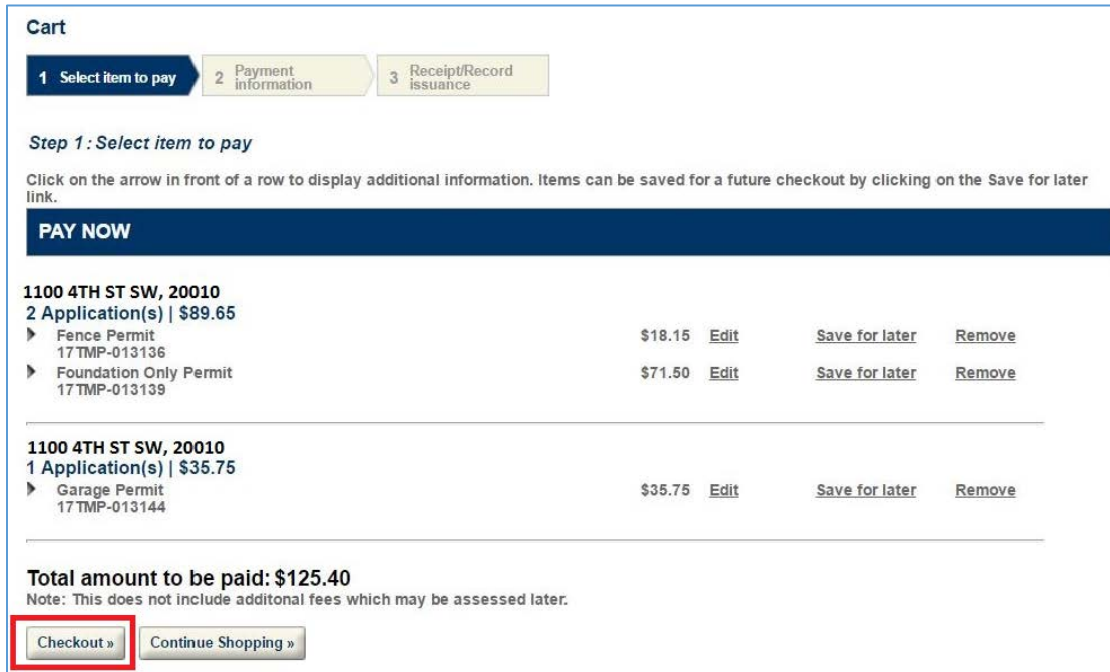 Cart
1 Select item to pay
2 Payment information
3 Receipt/Record issuance
Step 1: Select item to pay
Click on the arrow in front of a row to display additional information. Items can be saved for a future checkout by clicking on the Save for later
link.
PAY NOW
1100 4TH ST SW, 20010
2 Application(s) | $89.65
Fence Permit $18.15 Edit Save for later Remove
17TMP-013136
Foundation Only Permit $71.50 Edit Save for later Remove
17TMP-013139
1100 4TH ST SW, 20010
1 Application(s) | $35.75
Garage Permit $35.75 Edit Save for later Remove
17TMP-013144
Total amount to be paid: $125.40
Note: This does not include additonal fees which may be assessed later.
Checkout » Continue Shopping »